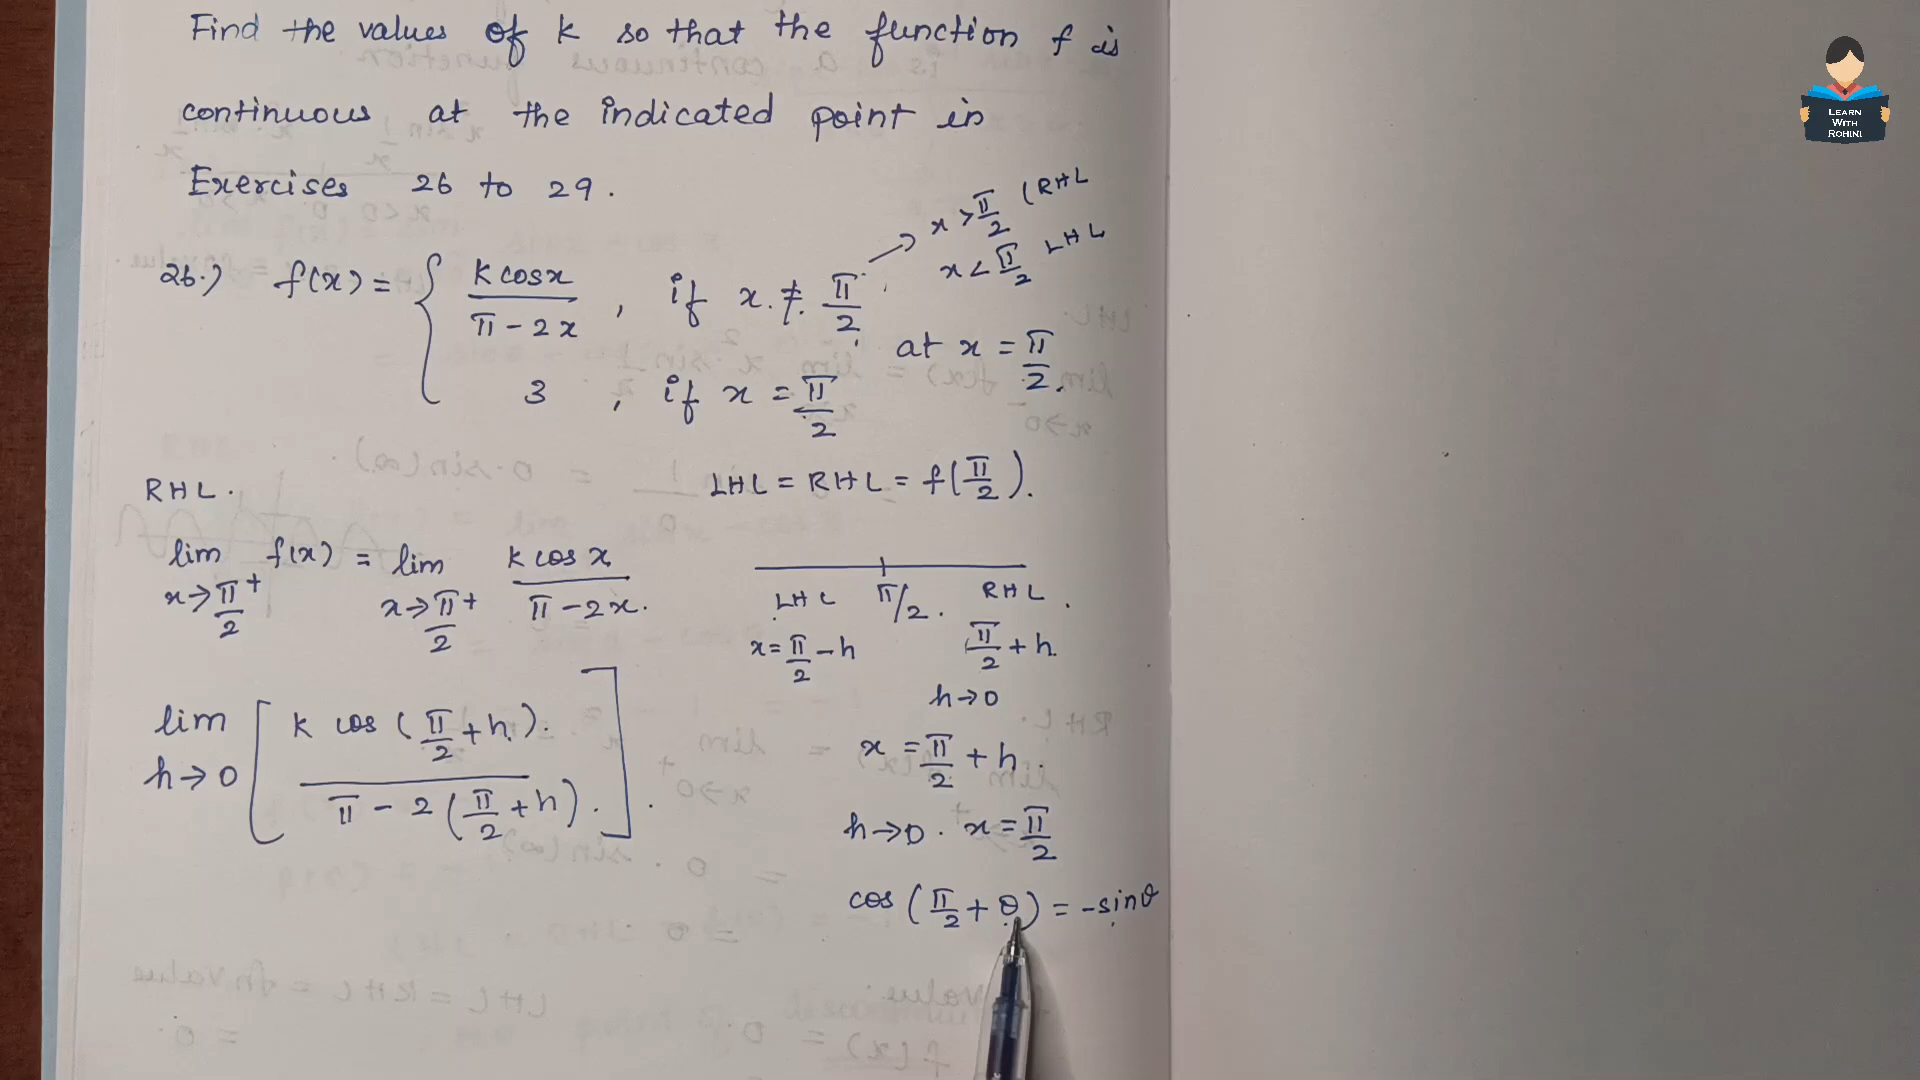 Find the values of k so that the function f is
continuous at the indicated point in
Exercises 26 to 29.
x > π/2 (RHL
x < π/2 LHL
26.) f(x) = { k cosx / π - 2x , if x ≠ π/2
at x = π/2.
3 , if x = π/2
RHL.
LHL = RHL = f(π/2).
lim x→π/2+ f(x) = lim x→π/2+ k cos x / π - 2x.
LHL π/2. RHL.
x = π/2 - h
π/2 + h.
h→0
lim h→0 [ k cos (π/2 + h). / π - 2 (π/2 + h). ].
x = π/2 + h.
h→0. x = π/2
cos (π/2 + θ) = -sinθ
LEARN
WITH
ROHINI